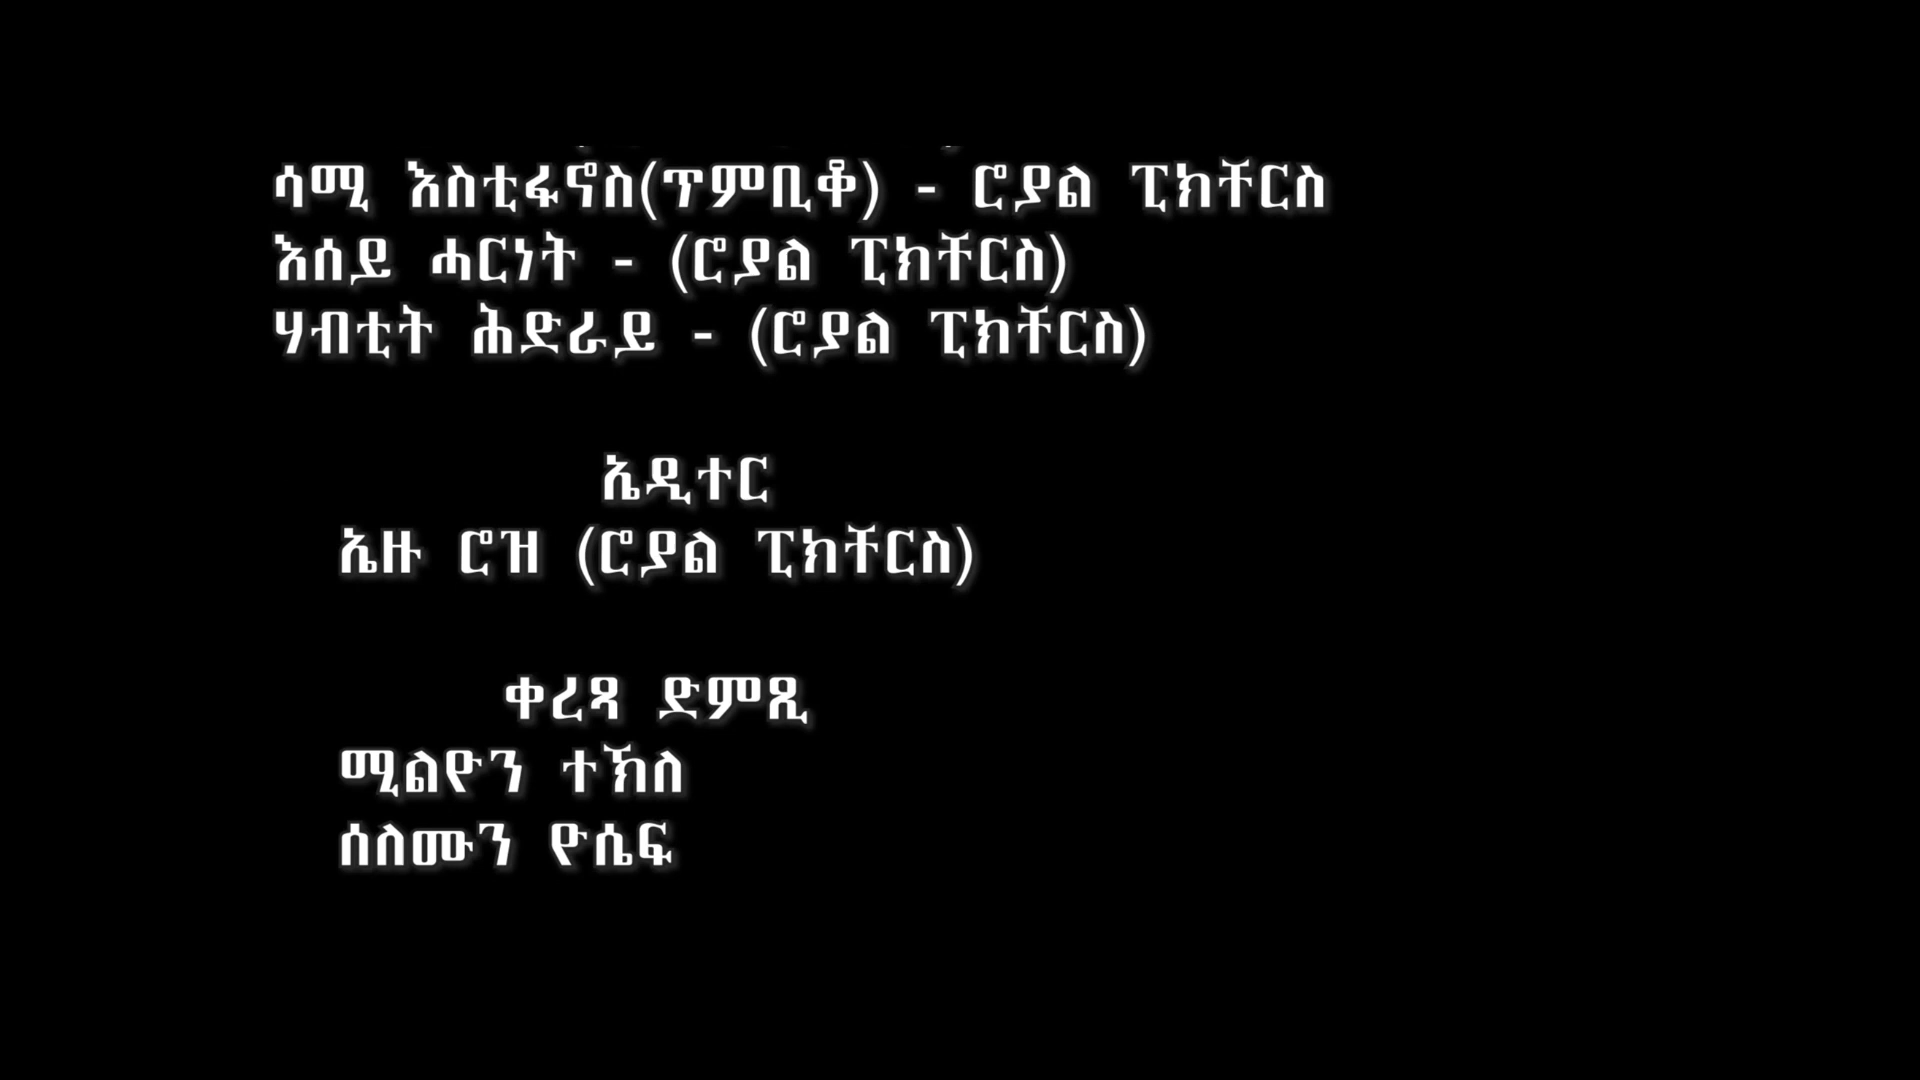 ሳሚ እስቲፋኖስ(ጥምቢቆ) - ሮያል ፒክቸርስ
እሰይ ሓርነት - (ሮያል ፒክቸርስ)
ሃብቲት ሕድራይ - (ሮያል ፒክቸርስ)
ኤዲተር
ኤዙ ሮዝ (ሮያል ፒክቸርስ)
ቀረጻ ድምጺ
ሚልዮን ተኽለ
ሰለሙን ዮሴፍ